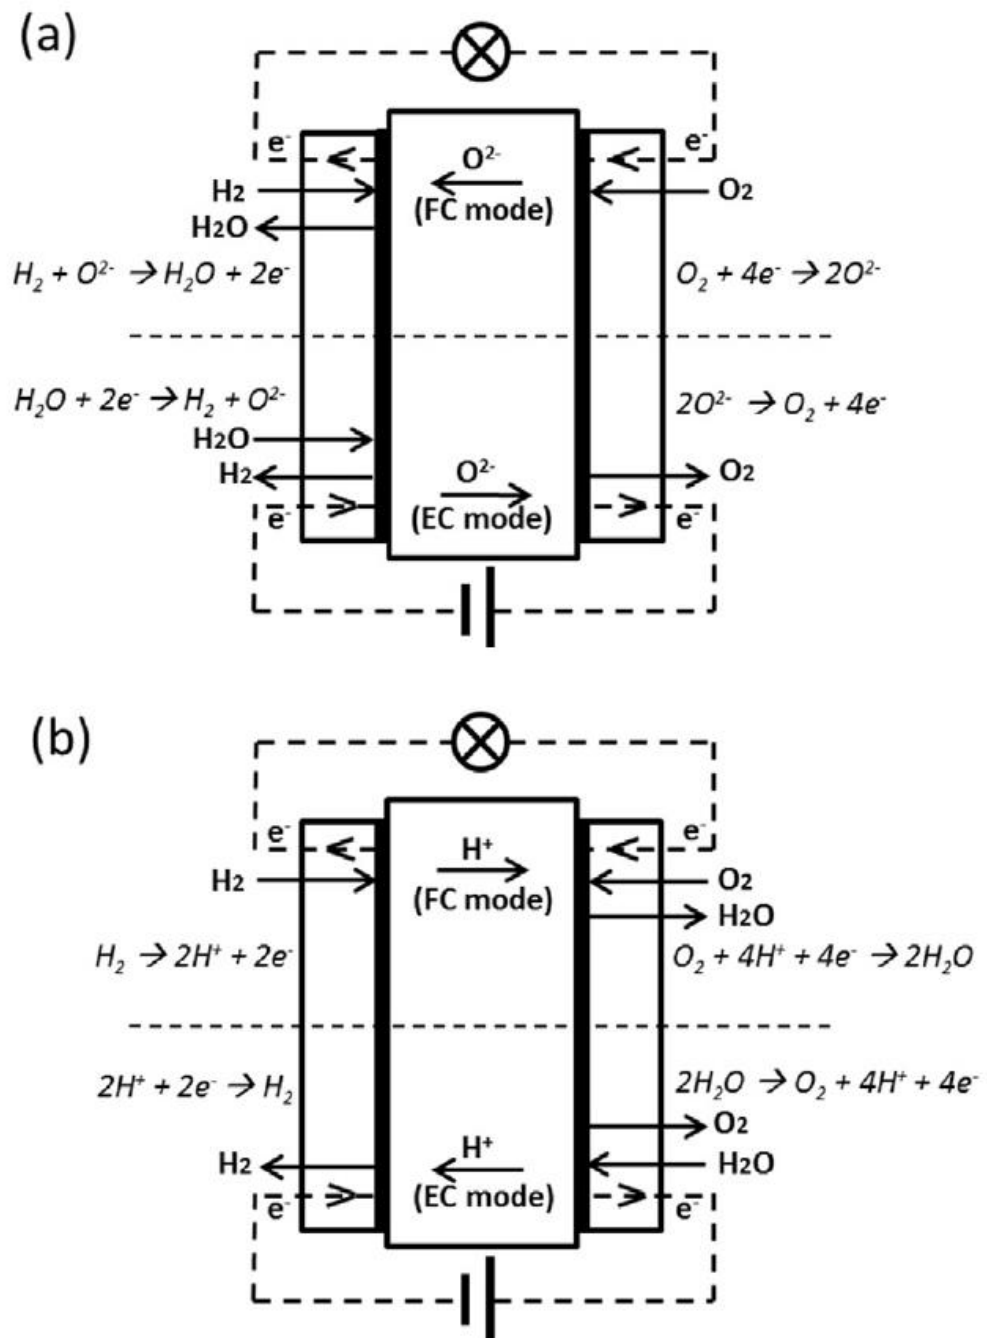 (a)
e⁻ e⁻
O²⁻
H₂ O₂
(FC mode)
H₂O
H₂ + O²⁻ → H₂O + 2e⁻ O₂ + 4e⁻ → 2O²⁻
H₂O + 2e⁻ → H₂ + O²⁻ 2O²⁻ → O₂ + 4e⁻
H₂O
H₂ O²⁻ O₂
e⁻ (EC mode) e⁻
(b)
e⁻ e⁻
H⁺
H₂ O₂
(FC mode)
H₂O
H₂ → 2H⁺ + 2e⁻ O₂ + 4H⁺ + 4e⁻ → 2H₂O
2H⁺ + 2e⁻ → H₂ 2H₂O → O₂ + 4H⁺ + 4e⁻
O₂
H⁺
H₂ H₂O
e⁻ (EC mode) e⁻